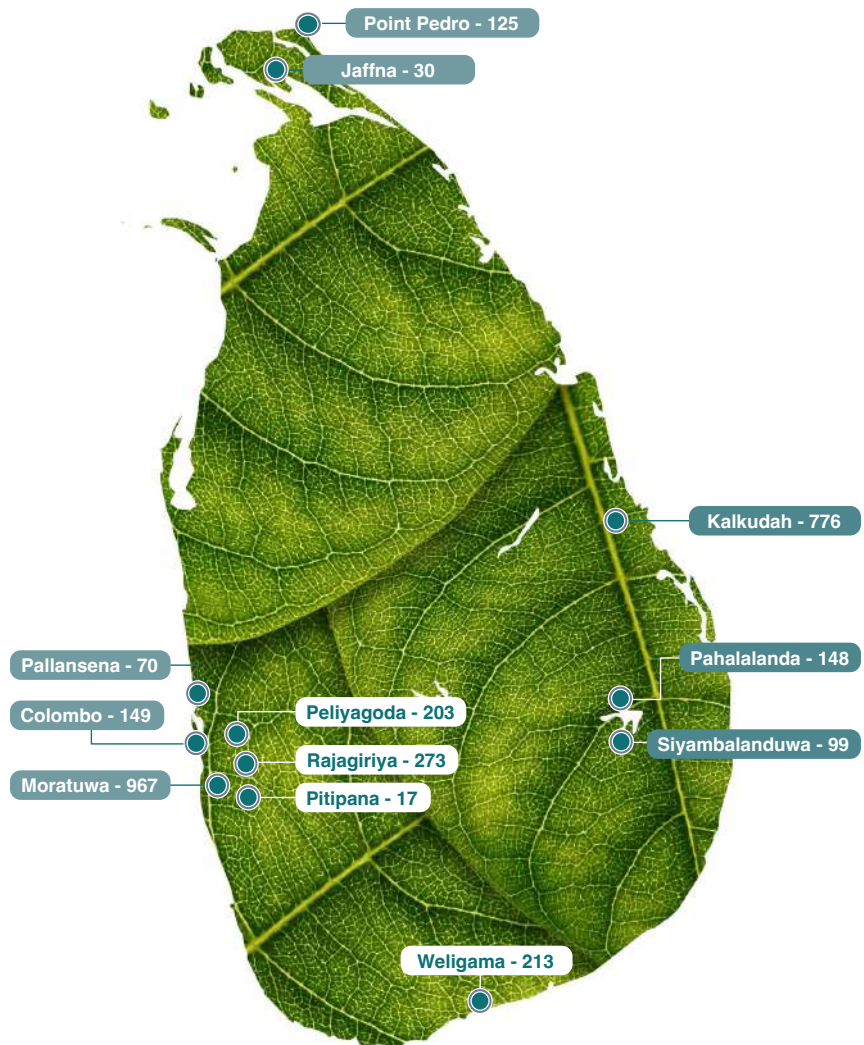 Point Pedro - 125
Jaffna - 30
Kalkudah - 776
Pallansena - 70
Pahalalanda - 148
Colombo - 149
Peliyagoda - 203
Siyambalanduwa - 99
Rajagiriya - 273
Moratuwa - 967
Pitipana - 17
Weligama - 213